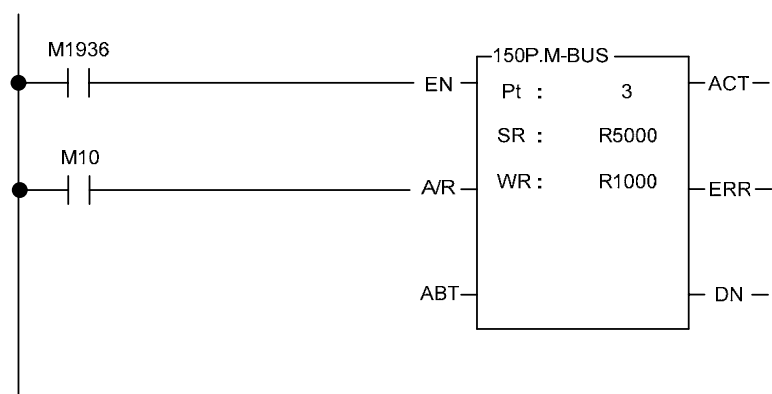 M1936
150P.M-BUS
EN
Pt : 3
ACT
SR : R5000
M10
A/R
WR : R1000
ERR
ABT
DN